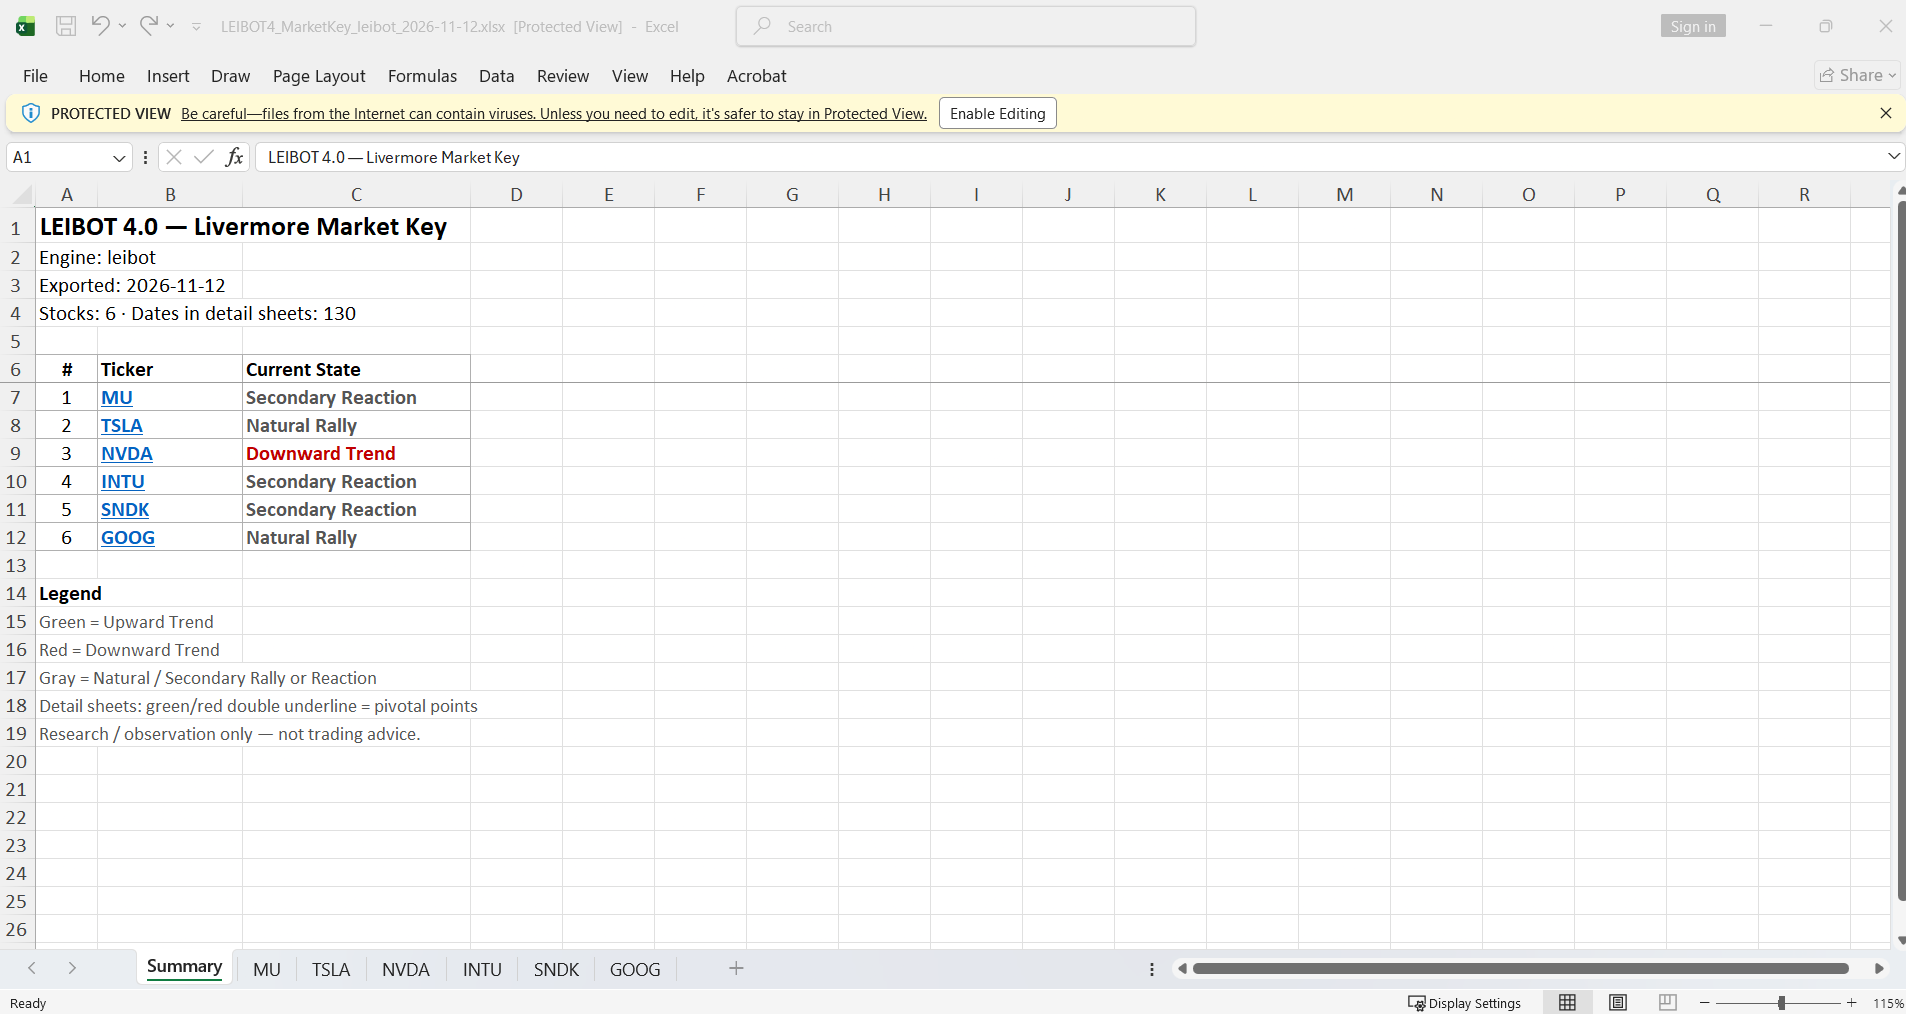 LEIBOT4_MarketKey_leibot_2026-11-12.xlsx [Protected View] - Excel
Search
Sign in
File Home Insert Draw Page Layout Formulas Data Review View Help Acrobat
Share
PROTECTED VIEW Be careful—files from the Internet can contain viruses. Unless you need to edit, it's safer to stay in Protected View. Enable Editing
A1 fx LEIBOT 4.0 — Livermore Market Key
A B C D E F G H I J K L M N O P Q R
1 LEIBOT 4.0 — Livermore Market Key
2 Engine: leibot
3 Exported: 2026-11-12
4 Stocks: 6 · Dates in detail sheets: 130
5
6 # Ticker Current State
7 1 MU Secondary Reaction
8 2 TSLA Natural Rally
9 3 NVDA Downward Trend
10 4 INTU Secondary Reaction
11 5 SNDK Secondary Reaction
12 6 GOOG Natural Rally
13
14 Legend
15 Green = Upward Trend
16 Red = Downward Trend
17 Gray = Natural / Secondary Rally or Reaction
18 Detail sheets: green/red double underline = pivotal points
19 Research / observation only — not trading advice.
20
21
22
23
24
25
26
Summary MU TSLA NVDA INTU SNDK GOOG
Ready Display Settings 115%